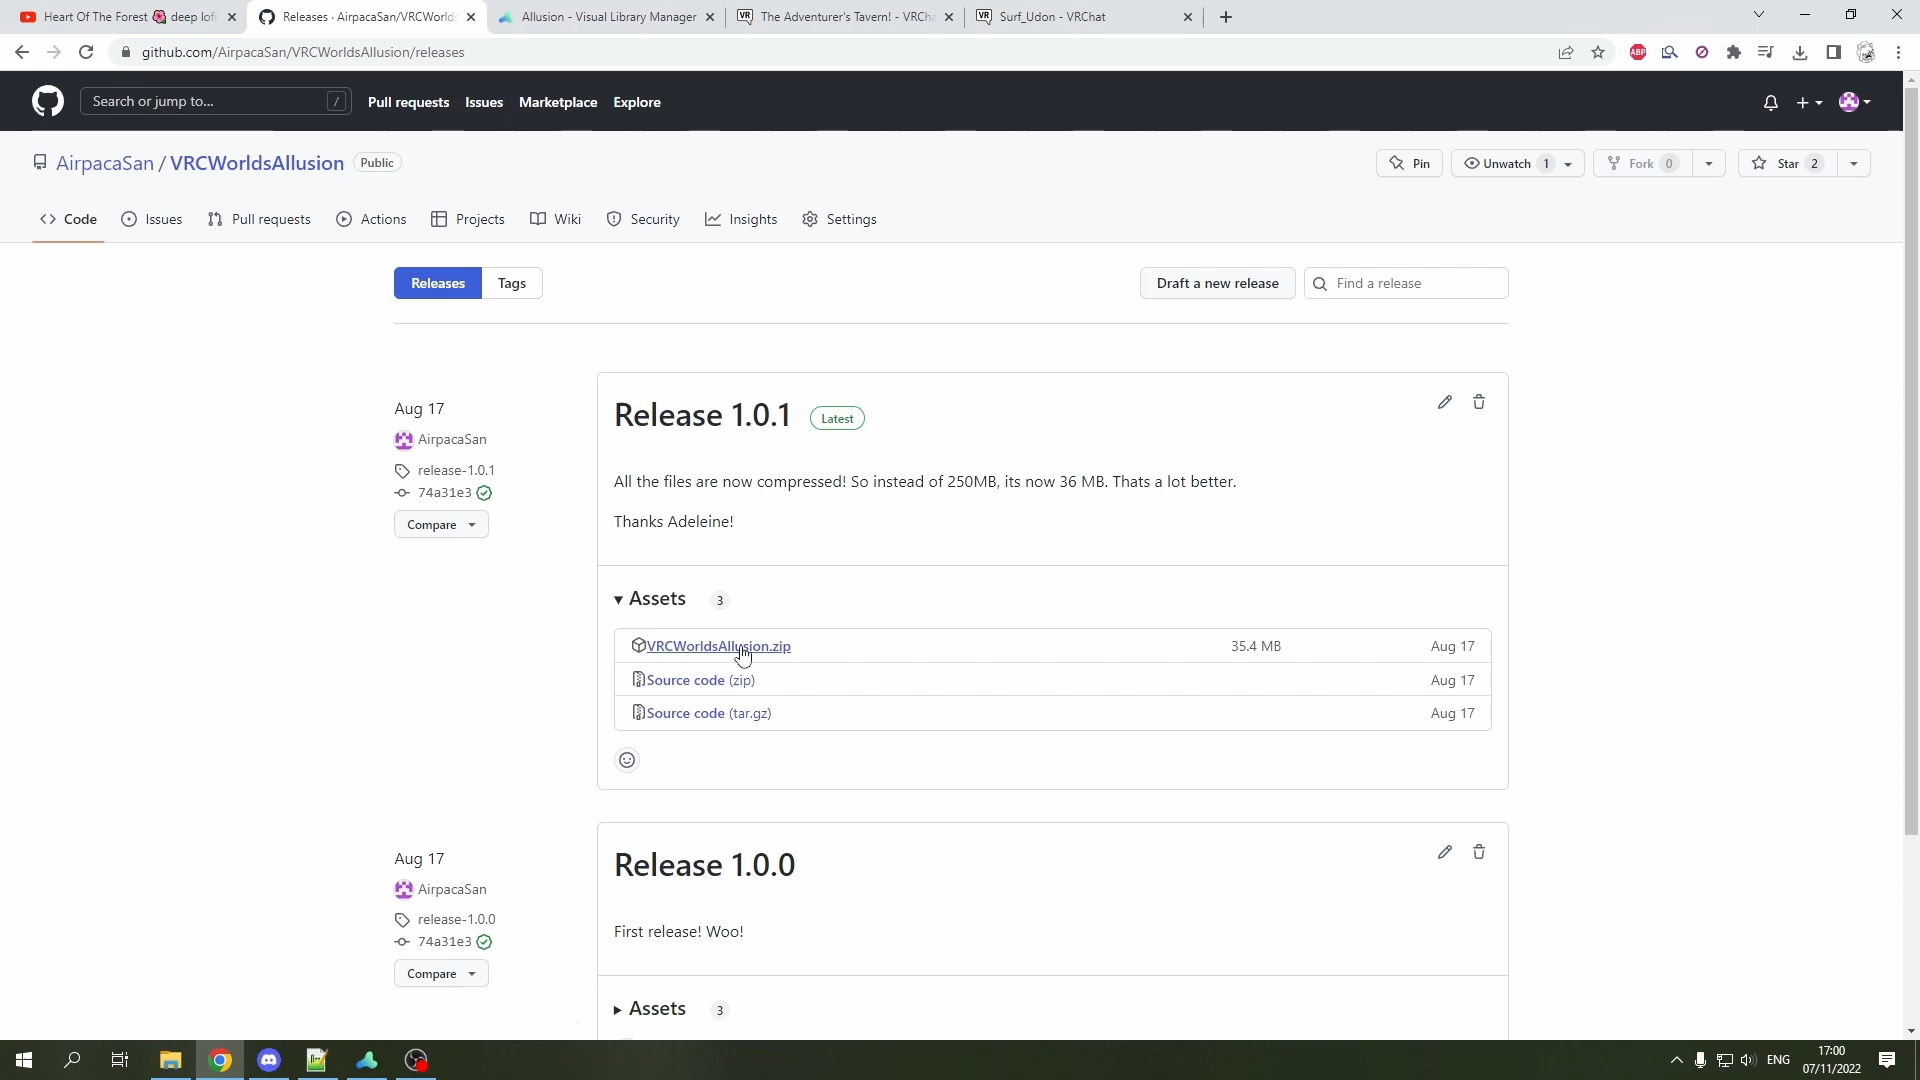 Heart Of The Forest 🌺 deep lofi
Releases · AirpacaSan/VRCWorlds
Allusion - Visual Library Manager
VR The Adventurer's Tavern! - VRCha
VR Surf_Udon - VRChat
github.com/AirpacaSan/VRCWorldsAllusion/releases
ABP
Search or jump to...
/
Pull requests
Issues
Marketplace
Explore
AirpacaSan / VRCWorldsAllusion
Public
Pin
Unwatch 1
Fork 0
Star 2
Code
Issues
Pull requests
Actions
Projects
Wiki
Security
Insights
Settings
Releases
Tags
Draft a new release
Find a release
Aug 17
AirpacaSan
release-1.0.1
74a31e3
Compare
Release 1.0.1
Latest
All the files are now compressed! So instead of 250MB, its now 36 MB. Thats a lot better.
Thanks Adeleine!
Assets 3
VRCWorldsAllusion.zip 35.4 MB Aug 17
Source code (zip) Aug 17
Source code (tar.gz) Aug 17
Aug 17
AirpacaSan
release-1.0.0
74a31e3
Compare
Release 1.0.0
First release! Woo!
Assets 3
ENG
17:00
07/11/2022